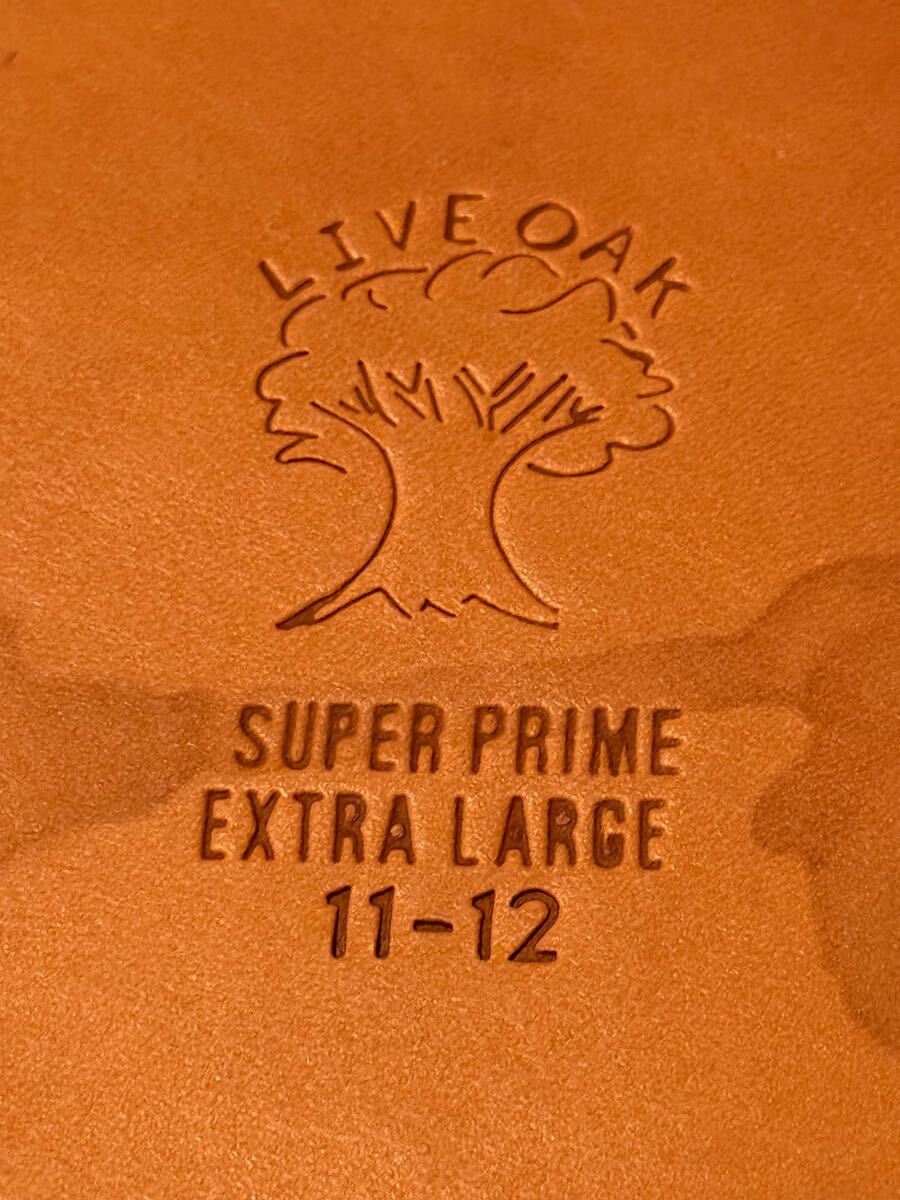 LIVE OAK
SUPER PRIME
EXTRA LARGE
11-12